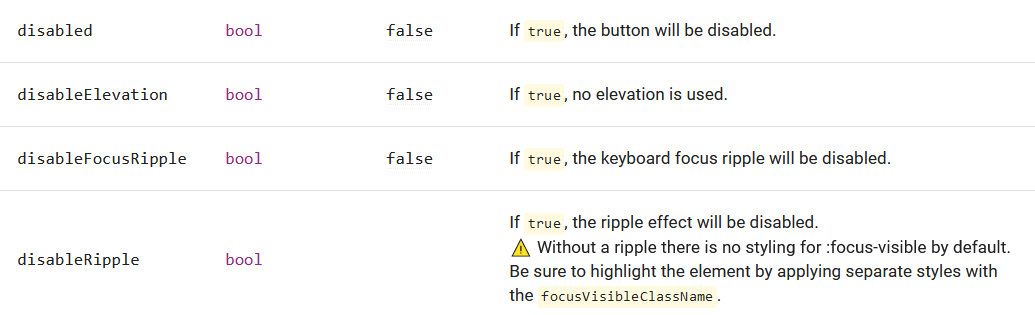 disabled bool false If true, the button will be disabled.
disableElevation bool false If true, no elevation is used.
disableFocusRipple bool false If true, the keyboard focus ripple will be disabled.
If true, the ripple effect will be disabled.
⚠️ Without a ripple there is no styling for :focus-visible by default.
disableRipple bool
Be sure to highlight the element by applying separate styles with
the focusVisibleClassName.